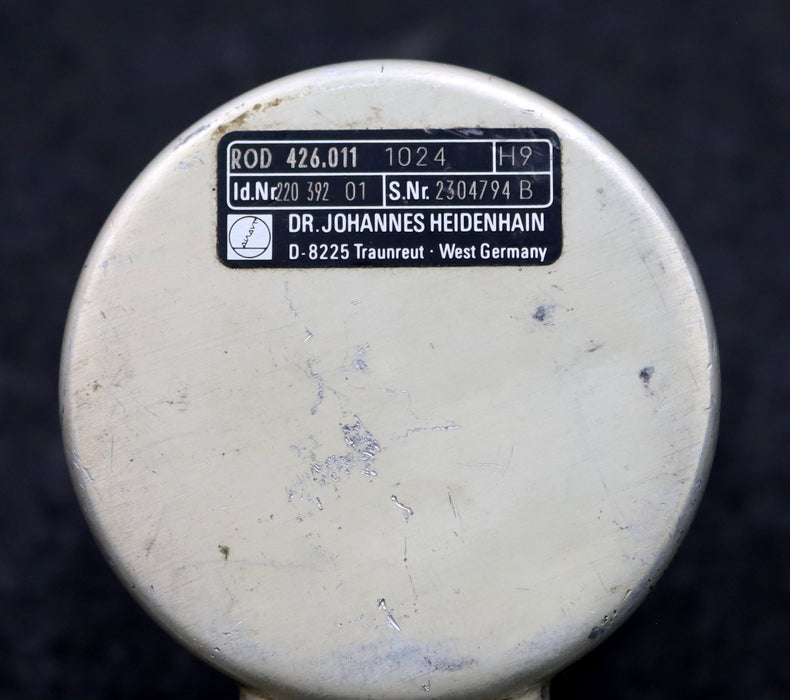 ROD 426.011 1024 H9
Id.Nr. 220 392 01 S.Nr. 2304794 B
DR. JOHANNES HEIDENHAIN
D-8225 Traunreut · West Germany